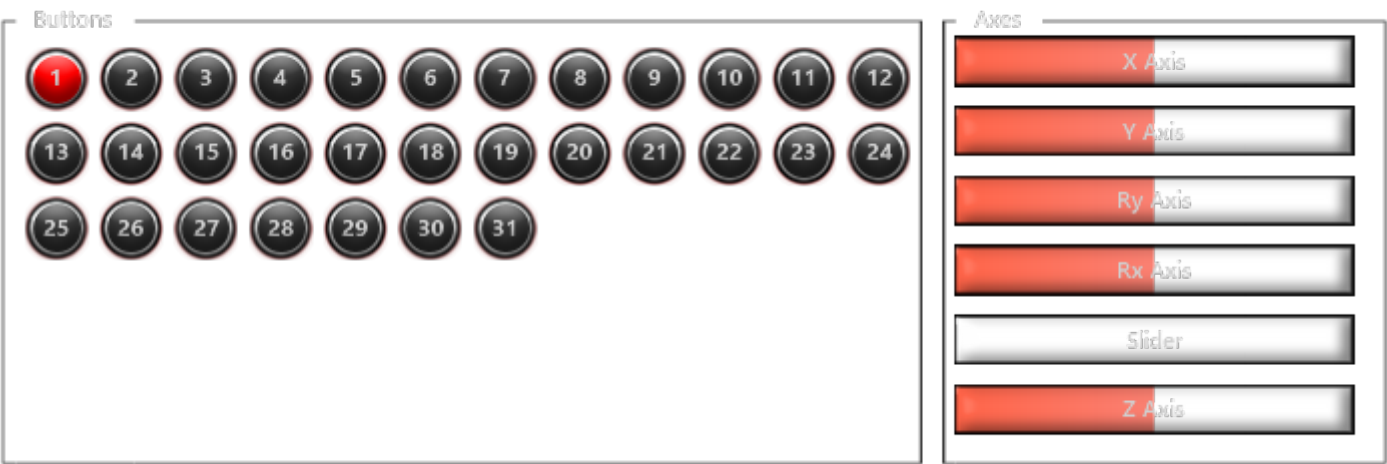 Buttons
1 2 3 4 5 6 7 8 9 10 11 12
13 14 15 16 17 18 19 20 21 22 23 24
25 26 27 28 29 30 31
Axes
X Axis
Y Axis
Ry Axis
Rx Axis
Slider
Z Axis